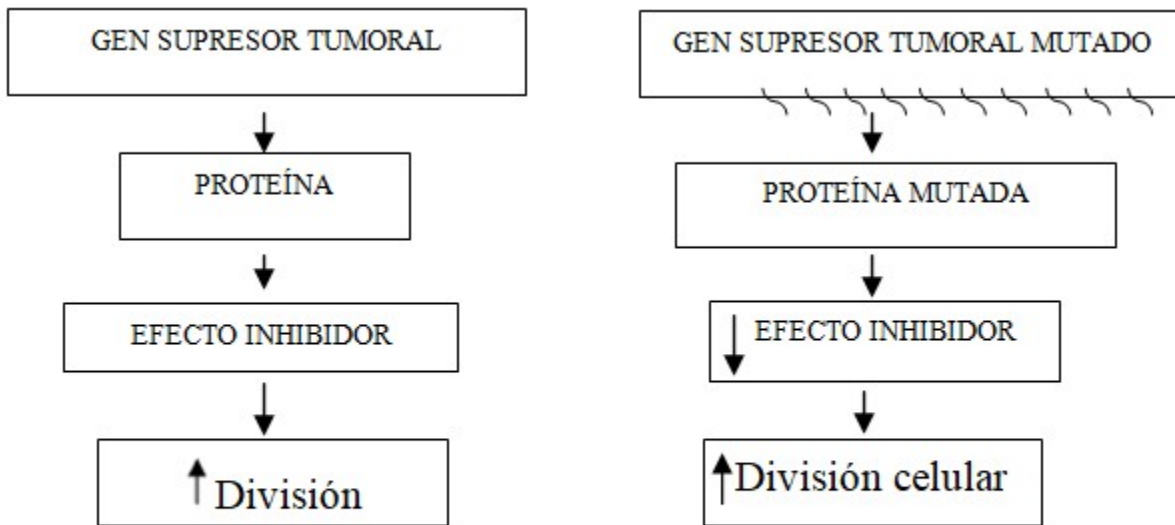 GEN SUPRESOR TUMORAL
PROTEÍNA
EFECTO INHIBIDOR
División
GEN SUPRESOR TUMORAL MUTADO
PROTEÍNA MUTADA
EFECTO INHIBIDOR
División celular